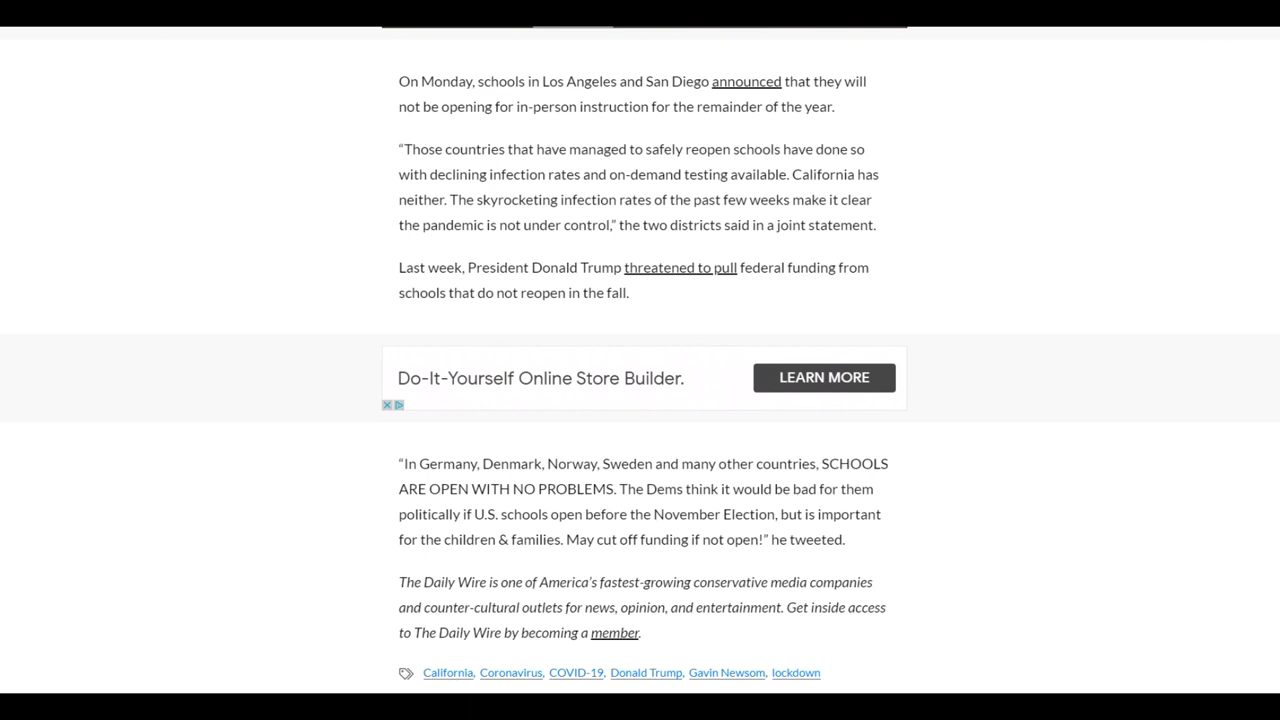 On Monday, schools in Los Angeles and San Diego announced that they will
not be opening for in-person instruction for the remainder of the year.
“Those countries that have managed to safely reopen schools have done so
with declining infection rates and on-demand testing available. California has
neither. The skyrocketing infection rates of the past few weeks make it clear
the pandemic is not under control,” the two districts said in a joint statement.
Last week, President Donald Trump threatened to pull federal funding from
schools that do not reopen in the fall.
Do-It-Yourself Online Store Builder.
LEARN MORE
“In Germany, Denmark, Norway, Sweden and many other countries, SCHOOLS
ARE OPEN WITH NO PROBLEMS. The Dems think it would be bad for them
politically if U.S. schools open before the November Election, but is important
for the children & families. May cut off funding if not open!” he tweeted.
The Daily Wire is one of America’s fastest-growing conservative media companies
and counter-cultural outlets for news, opinion, and entertainment. Get inside access
to The Daily Wire by becoming a member.
California, Coronavirus, COVID-19, Donald Trump, Gavin Newsom, lockdown